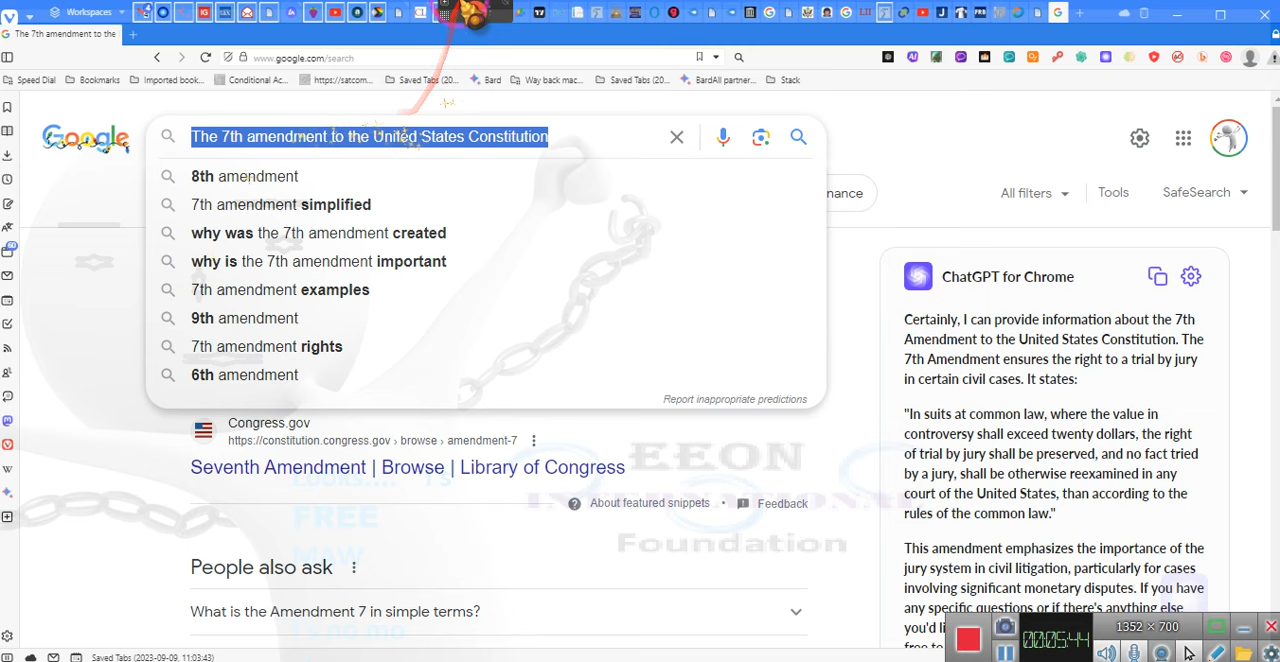 Workspaces
The 7th amendment to the
www.google.com/search
Speed Dial
Bookmarks
Imported book...
Conditional Ac...
https://satcom...
Saved Tabs (20...
Bard
Way back mac...
Saved Tabs (20...
BardAll partner...
Stack
Google
The 7th amendment to the United States Constitution
8th amendment
7th amendment simplified
why was the 7th amendment created
why is the 7th amendment important
7th amendment examples
9th amendment
7th amendment rights
6th amendment
Report inappropriate predictions
nance
All filters
Tools
SafeSearch
Congress.gov
https://constitution.congress.gov › browse › amendment-7
Seventh Amendment | Browse | Library of Congress
About featured snippets
Feedback
People also ask
What is the Amendment 7 in simple terms?
LOOKS....
FREE
MAW
EEON
Foundation
ChatGPT for Chrome
Certainly, I can provide information about the 7th
Amendment to the United States Constitution. The
7th Amendment ensures the right to a trial by jury
in certain civil cases. It states:
"In suits at common law, where the value in
controversy shall exceed twenty dollars, the right
of trial by jury shall be preserved, and no fact tried
by a jury, shall be otherwise reexamined in any
court of the United States, than according to the
rules of the common law."
This amendment emphasizes the importance of the
jury system in civil litigation, particularly for cases
involving significant monetary disputes. If you have
any specific questions or if there's anything else
you'd li
free to
1352 × 700
00:05:44
Saved Tabs (2023-09-09, 11:03:43)